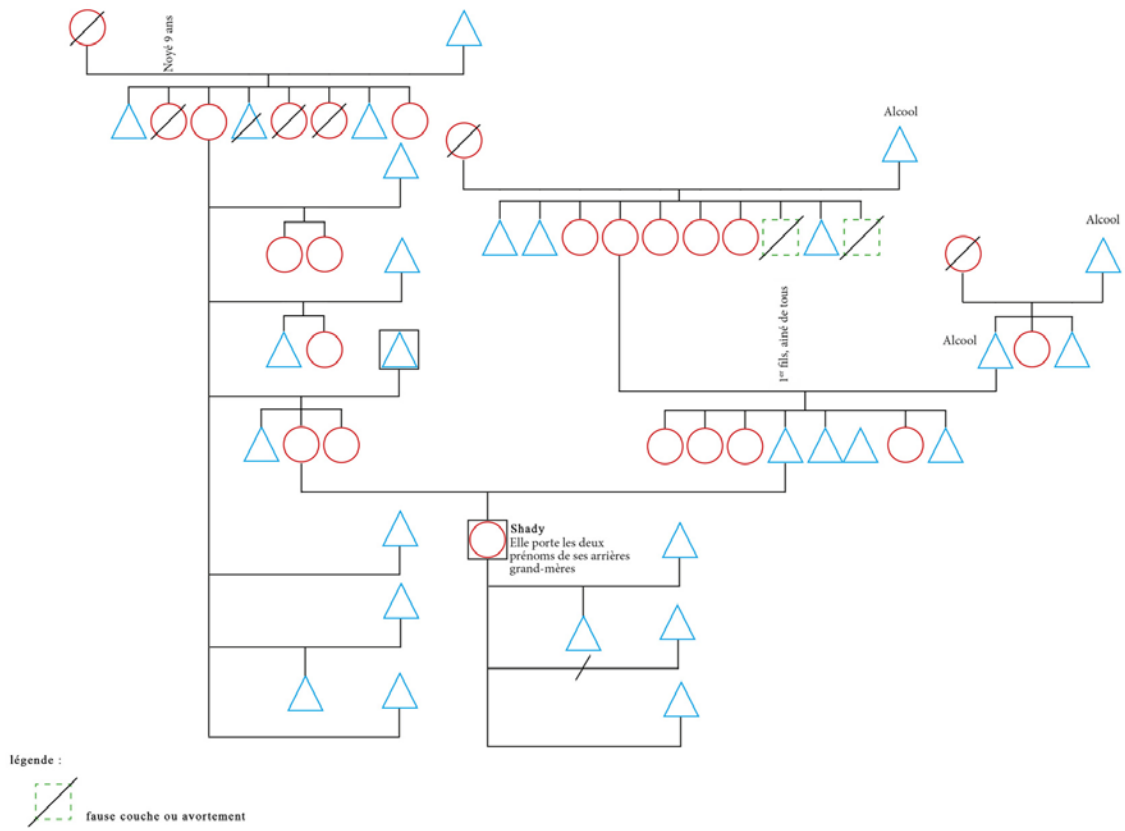 Noyé 9 ans
Alcool
Alcool
1er fils, ainé de tous
Alcool
Shady
Elle porte les deux
prénoms de ses arrières
grand-mères
légende :
fause couche ou avortement